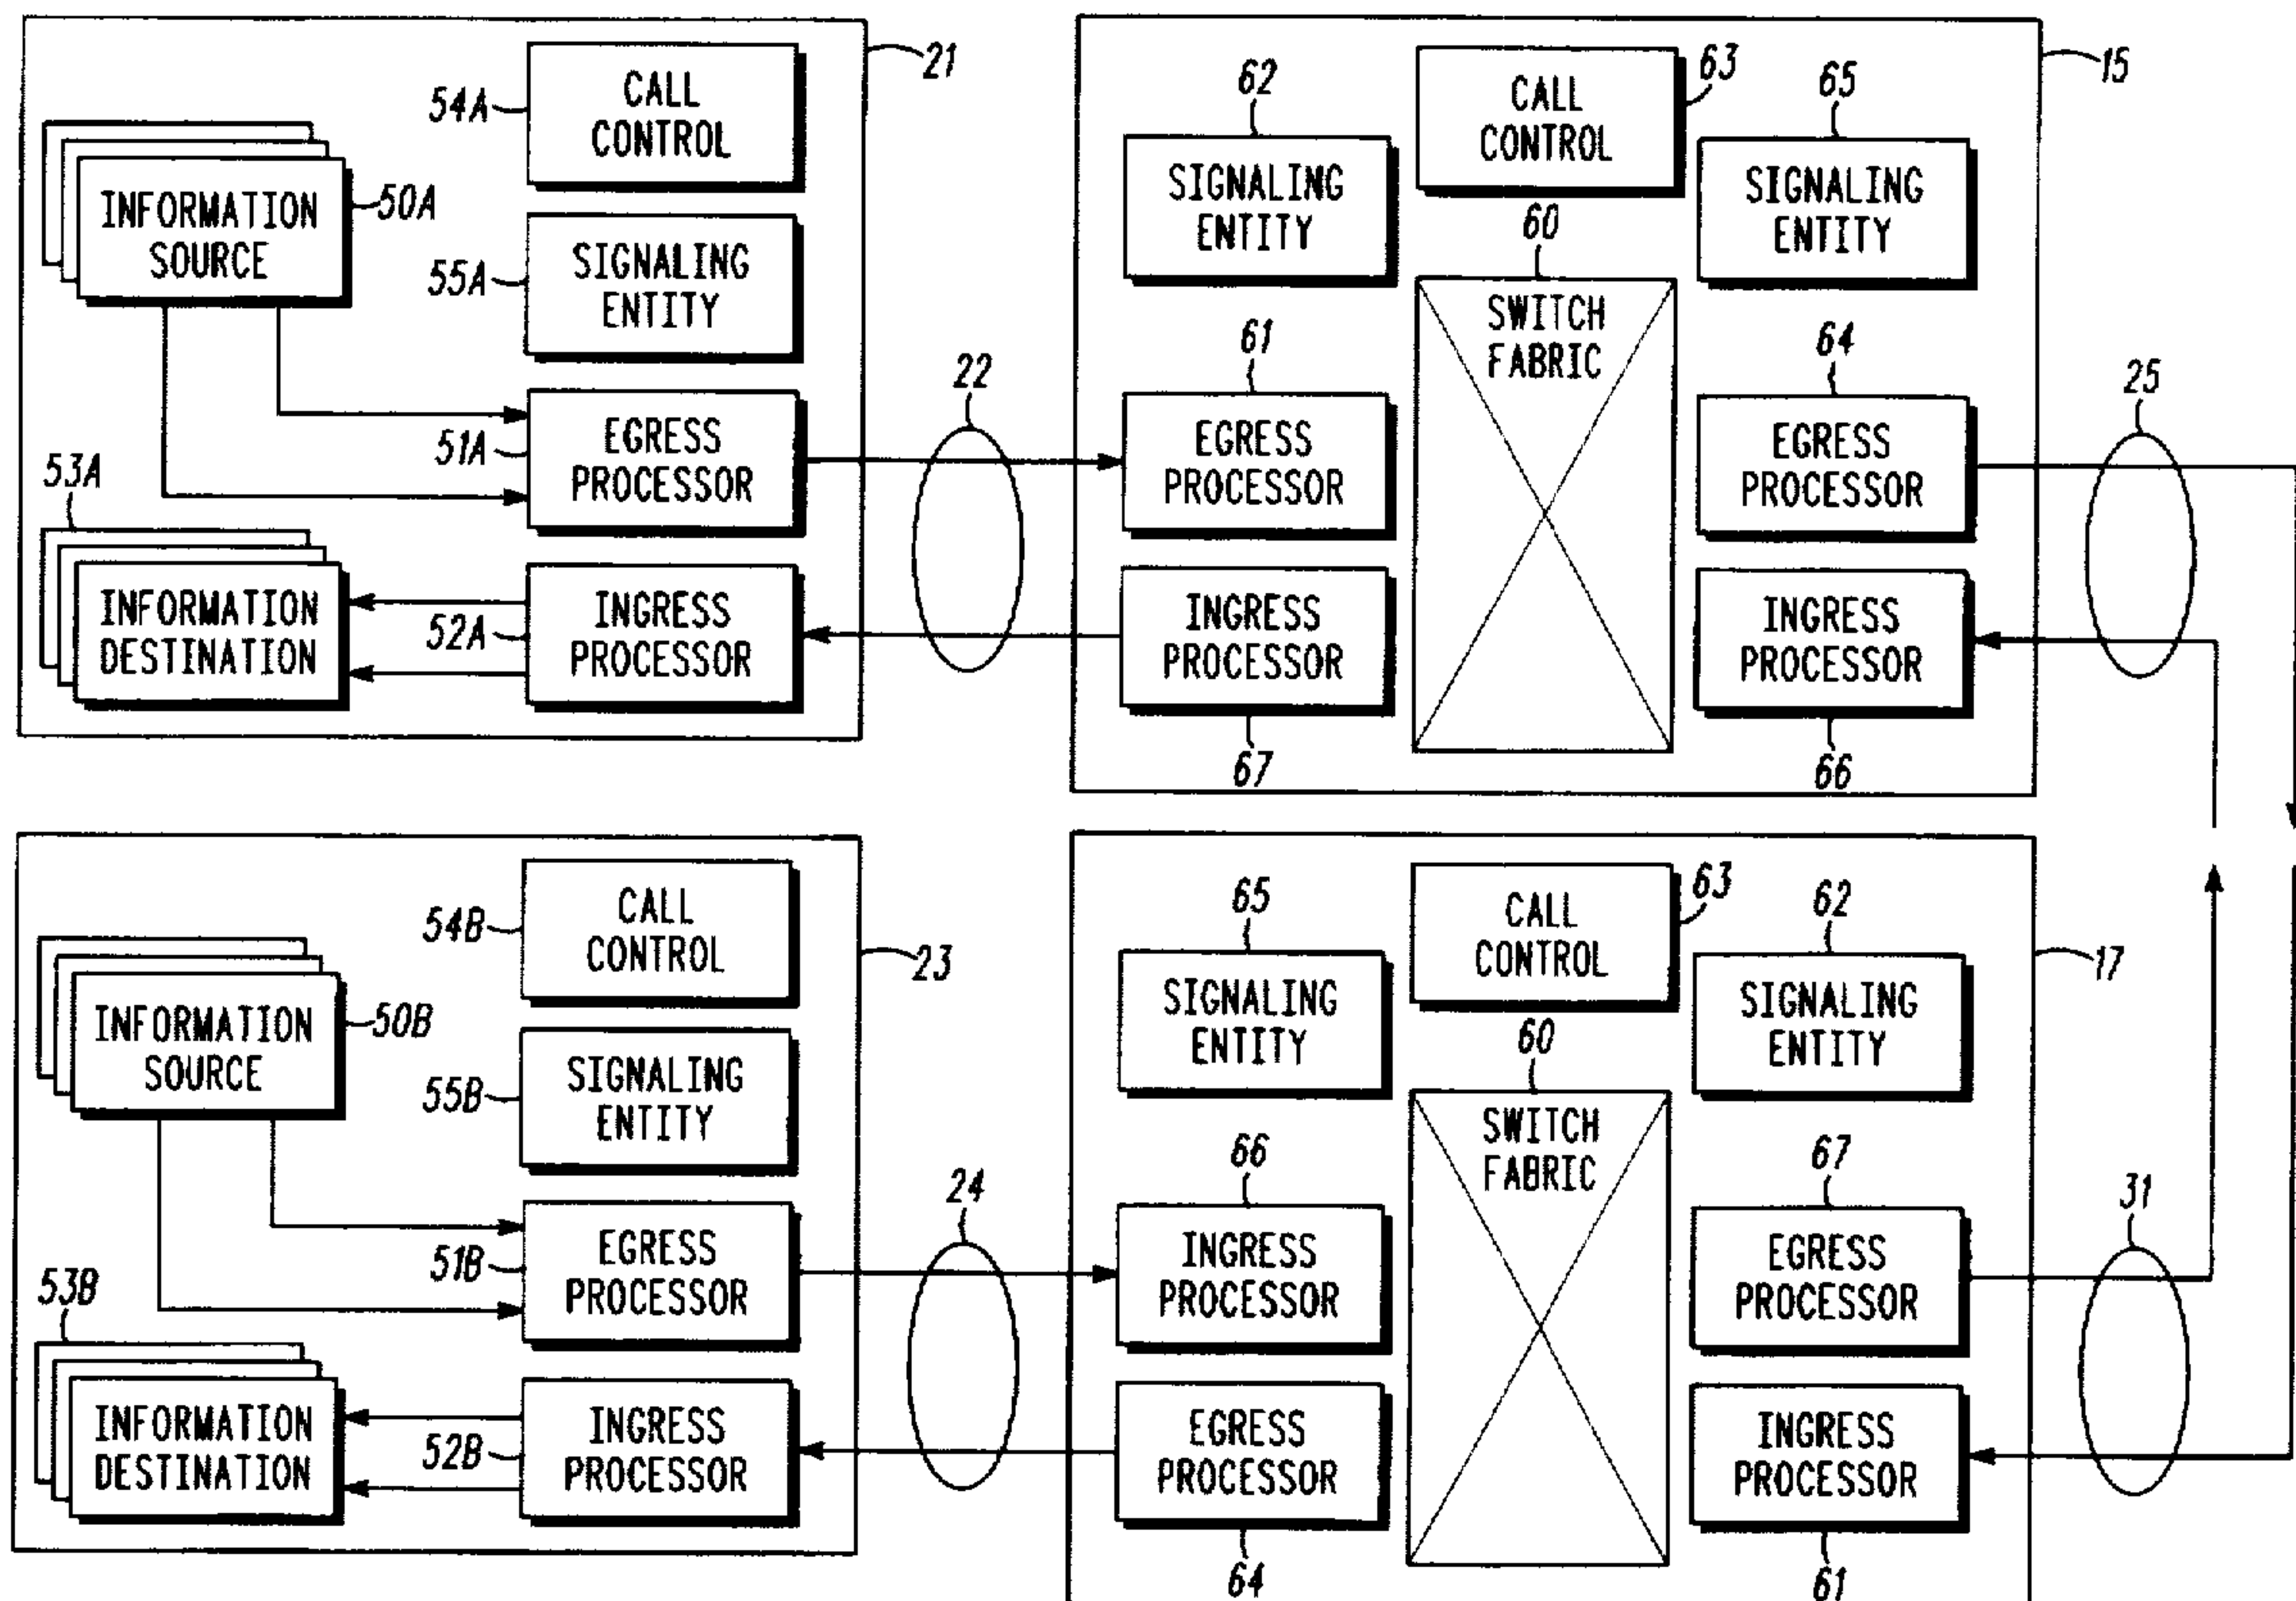 21
CALL
CONTROL
54A
INFORMATION
SOURCE
50A
SIGNALING
ENTITY
55A
EGRESS
PROCESSOR
51A
53A
INFORMATION
DESTINATION
INGRESS
PROCESSOR
52A
22
15
62
SIGNALING
ENTITY
CALL
CONTROL
63
65
SIGNALING
ENTITY
60
SWITCH
FABRIC
61
EGRESS
PROCESSOR
64
EGRESS
PROCESSOR
INGRESS
PROCESSOR
67
INGRESS
PROCESSOR
66
25
23
CALL
CONTROL
54B
INFORMATION
SOURCE
50B
SIGNALING
ENTITY
55B
EGRESS
PROCESSOR
51B
53B
INFORMATION
DESTINATION
INGRESS
PROCESSOR
52B
24
17
65
SIGNALING
ENTITY
CALL
CONTROL
63
62
SIGNALING
ENTITY
60
SWITCH
FABRIC
66
INGRESS
PROCESSOR
67
EGRESS
PROCESSOR
EGRESS
PROCESSOR
64
INGRESS
PROCESSOR
61
31